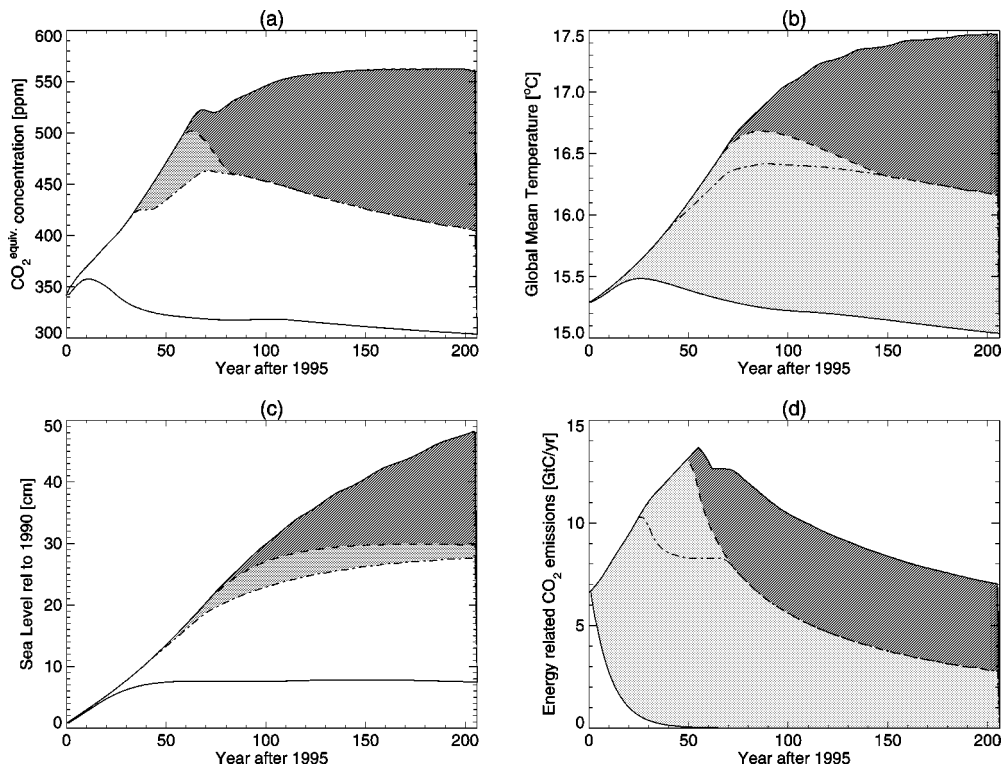 (a)
600
550
500
450
400
350
300
CO2equiv. concentration [ppm]
0 50 100 150 200
Year after 1995
(b)
17.5
17.0
16.5
16.0
15.5
15.0
Global Mean Temperature [°C]
0 50 100 150 200
Year after 1995
(c)
50
40
30
20
10
0
Sea Level rel to 1990 [cm]
0 50 100 150 200
Year after 1995
(d)
15
10
5
0
Energy related CO2 emissions [GtC/yr]
0 50 100 150 200
Year after 1995